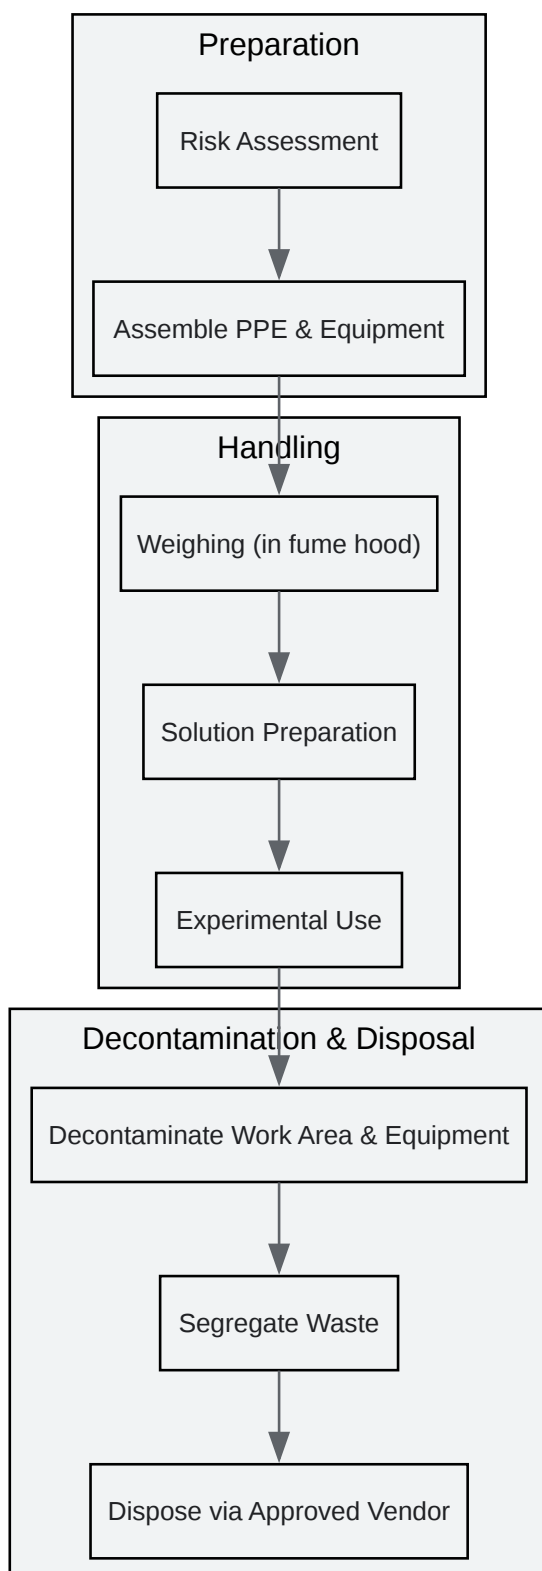 Preparation
Risk Assessment
Assemble PPE & Equipment
Handling
Weighing (in fume hood)
Solution Preparation
Experimental Use
Decontamination & Disposal
Decontaminate Work Area & Equipment
Segregate Waste
Dispose via Approved Vendor